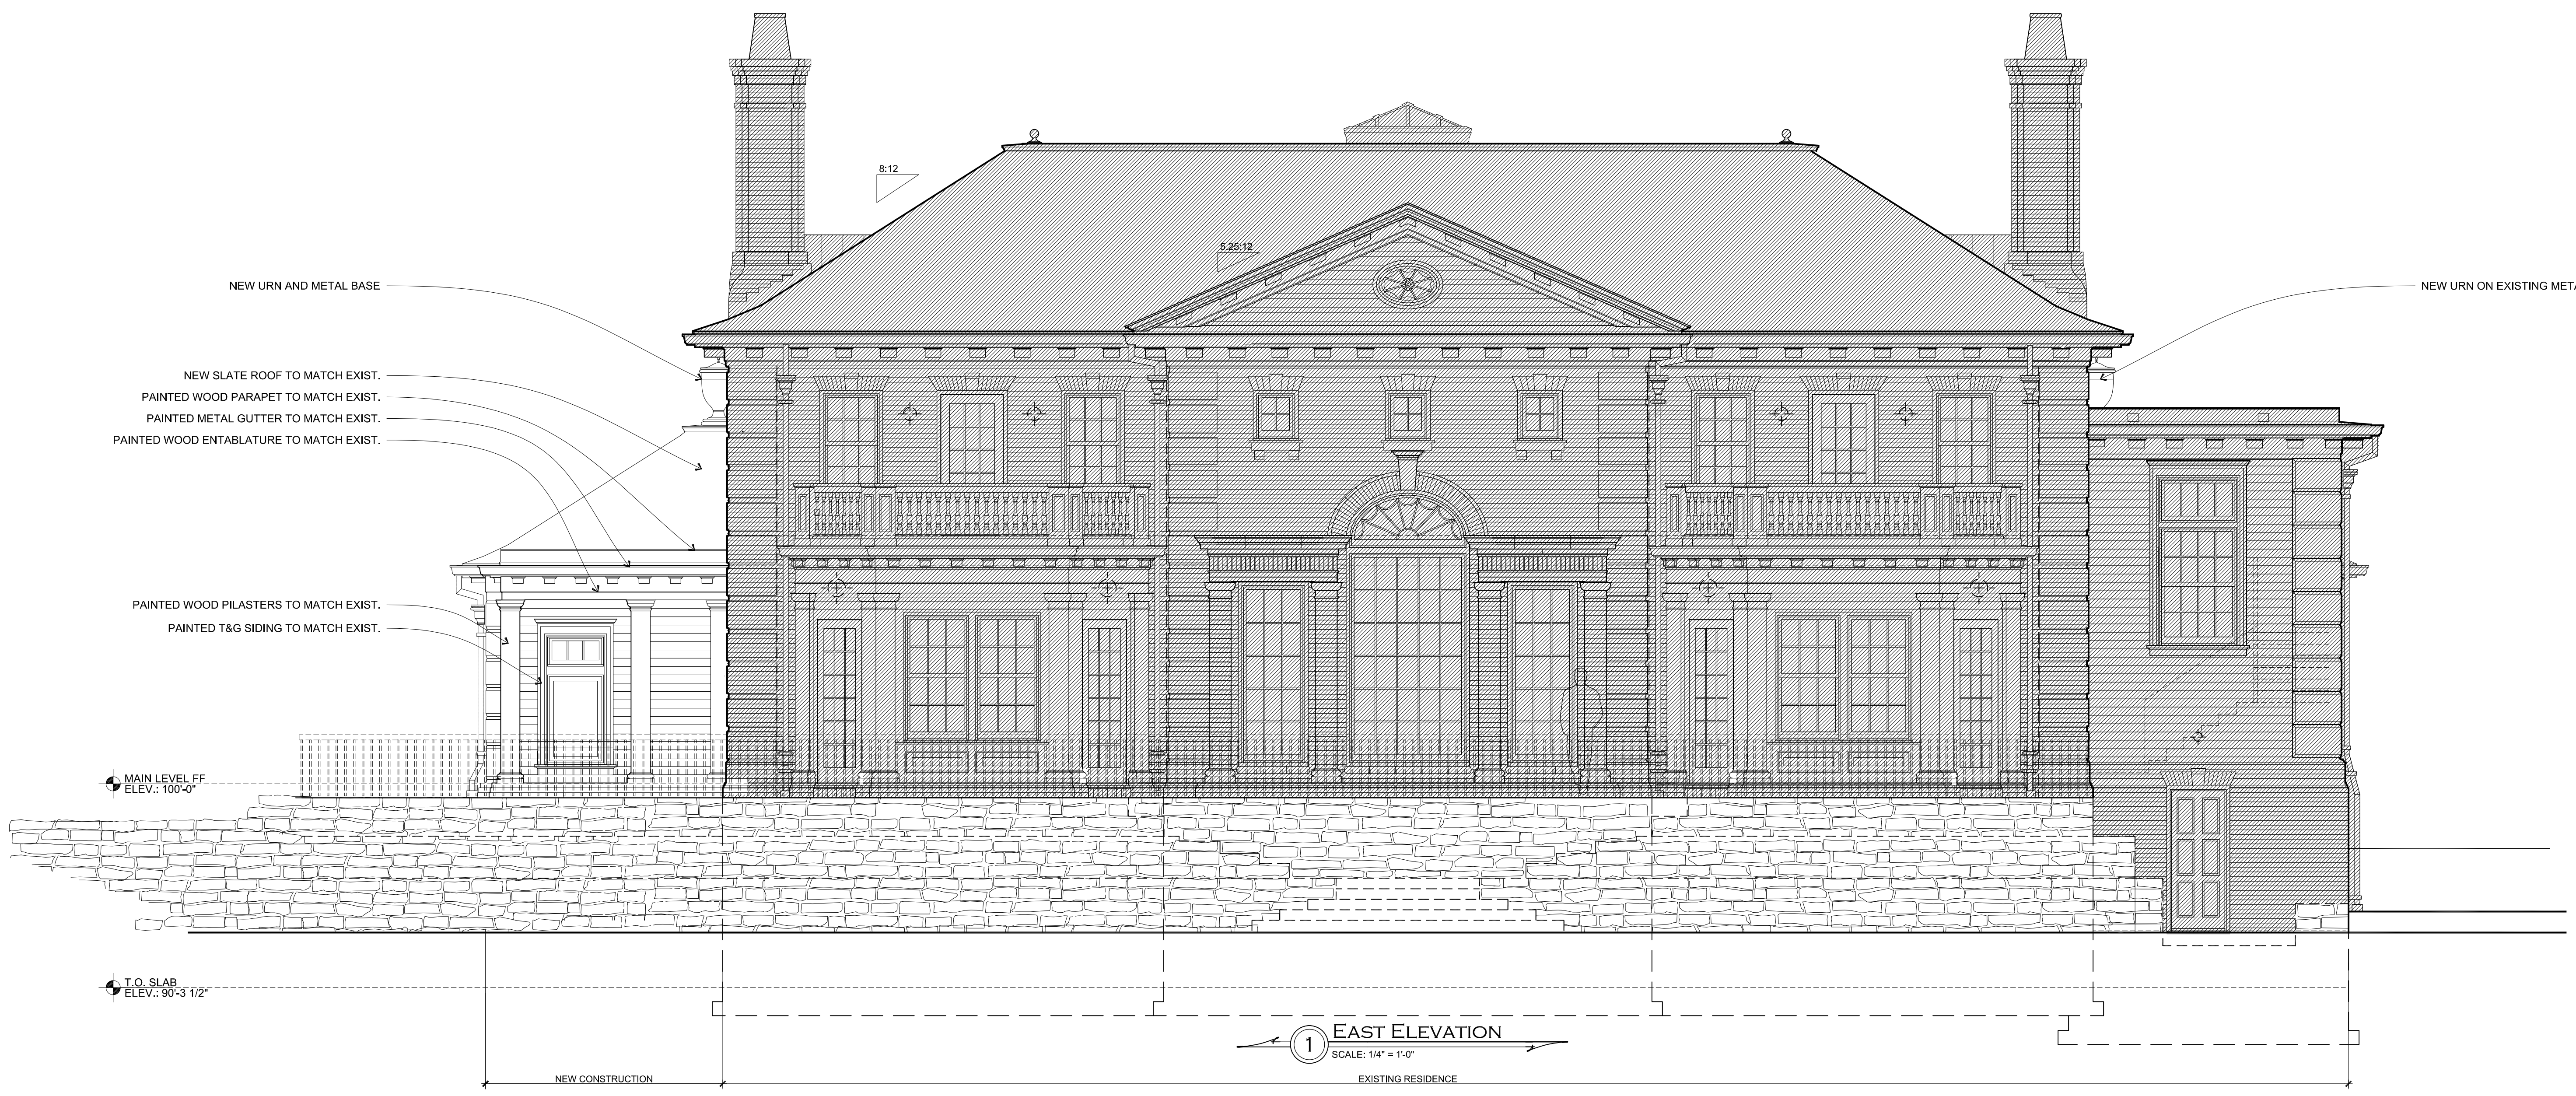 8:12
5.25:12
NEW URN AND METAL BASE
NEW URN ON EXISTING
NEW SLATE ROOF TO MATCH EXIST.
PAINTED WOOD PARAPET TO MATCH EXIST.
PAINTED METAL GUTTER TO MATCH EXIST.
PAINTED WOOD ENTABLATURE TO MATCH EXIST.
PAINTED WOOD PILASTERS TO MATCH EXIST.
PAINTED T&G SIDING TO MATCH EXIST.
MAIN LEVEL FF
ELEV.: 100'-0"
T.O. SLAB
ELEV.: 90'-3 1/2"
1
EAST ELEVATION
SCALE: 1/4" = 1'-0"
NEW CONSTRUCTION
EXISTING RESIDENCE